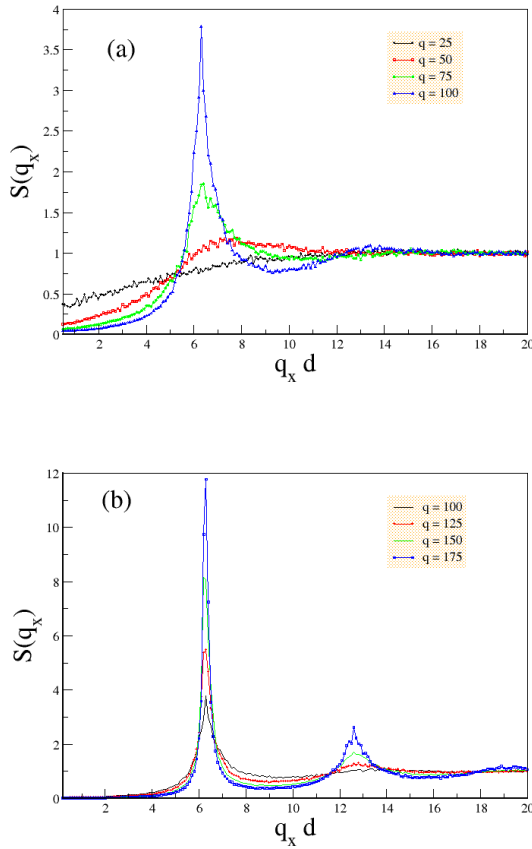 (a)
q = 25
q = 50
q = 75
q = 100
S(qₓ)
4
3.5
3
2.5
2
1.5
1
0.5
0
2 4 6 8 10 12 14 16 18 20
qₓ d
(b)
q = 100
q = 125
q = 150
q = 175
S(qₓ)
12
10
8
6
4
2
0
2 4 6 8 10 12 14 16 18 20
qₓ d